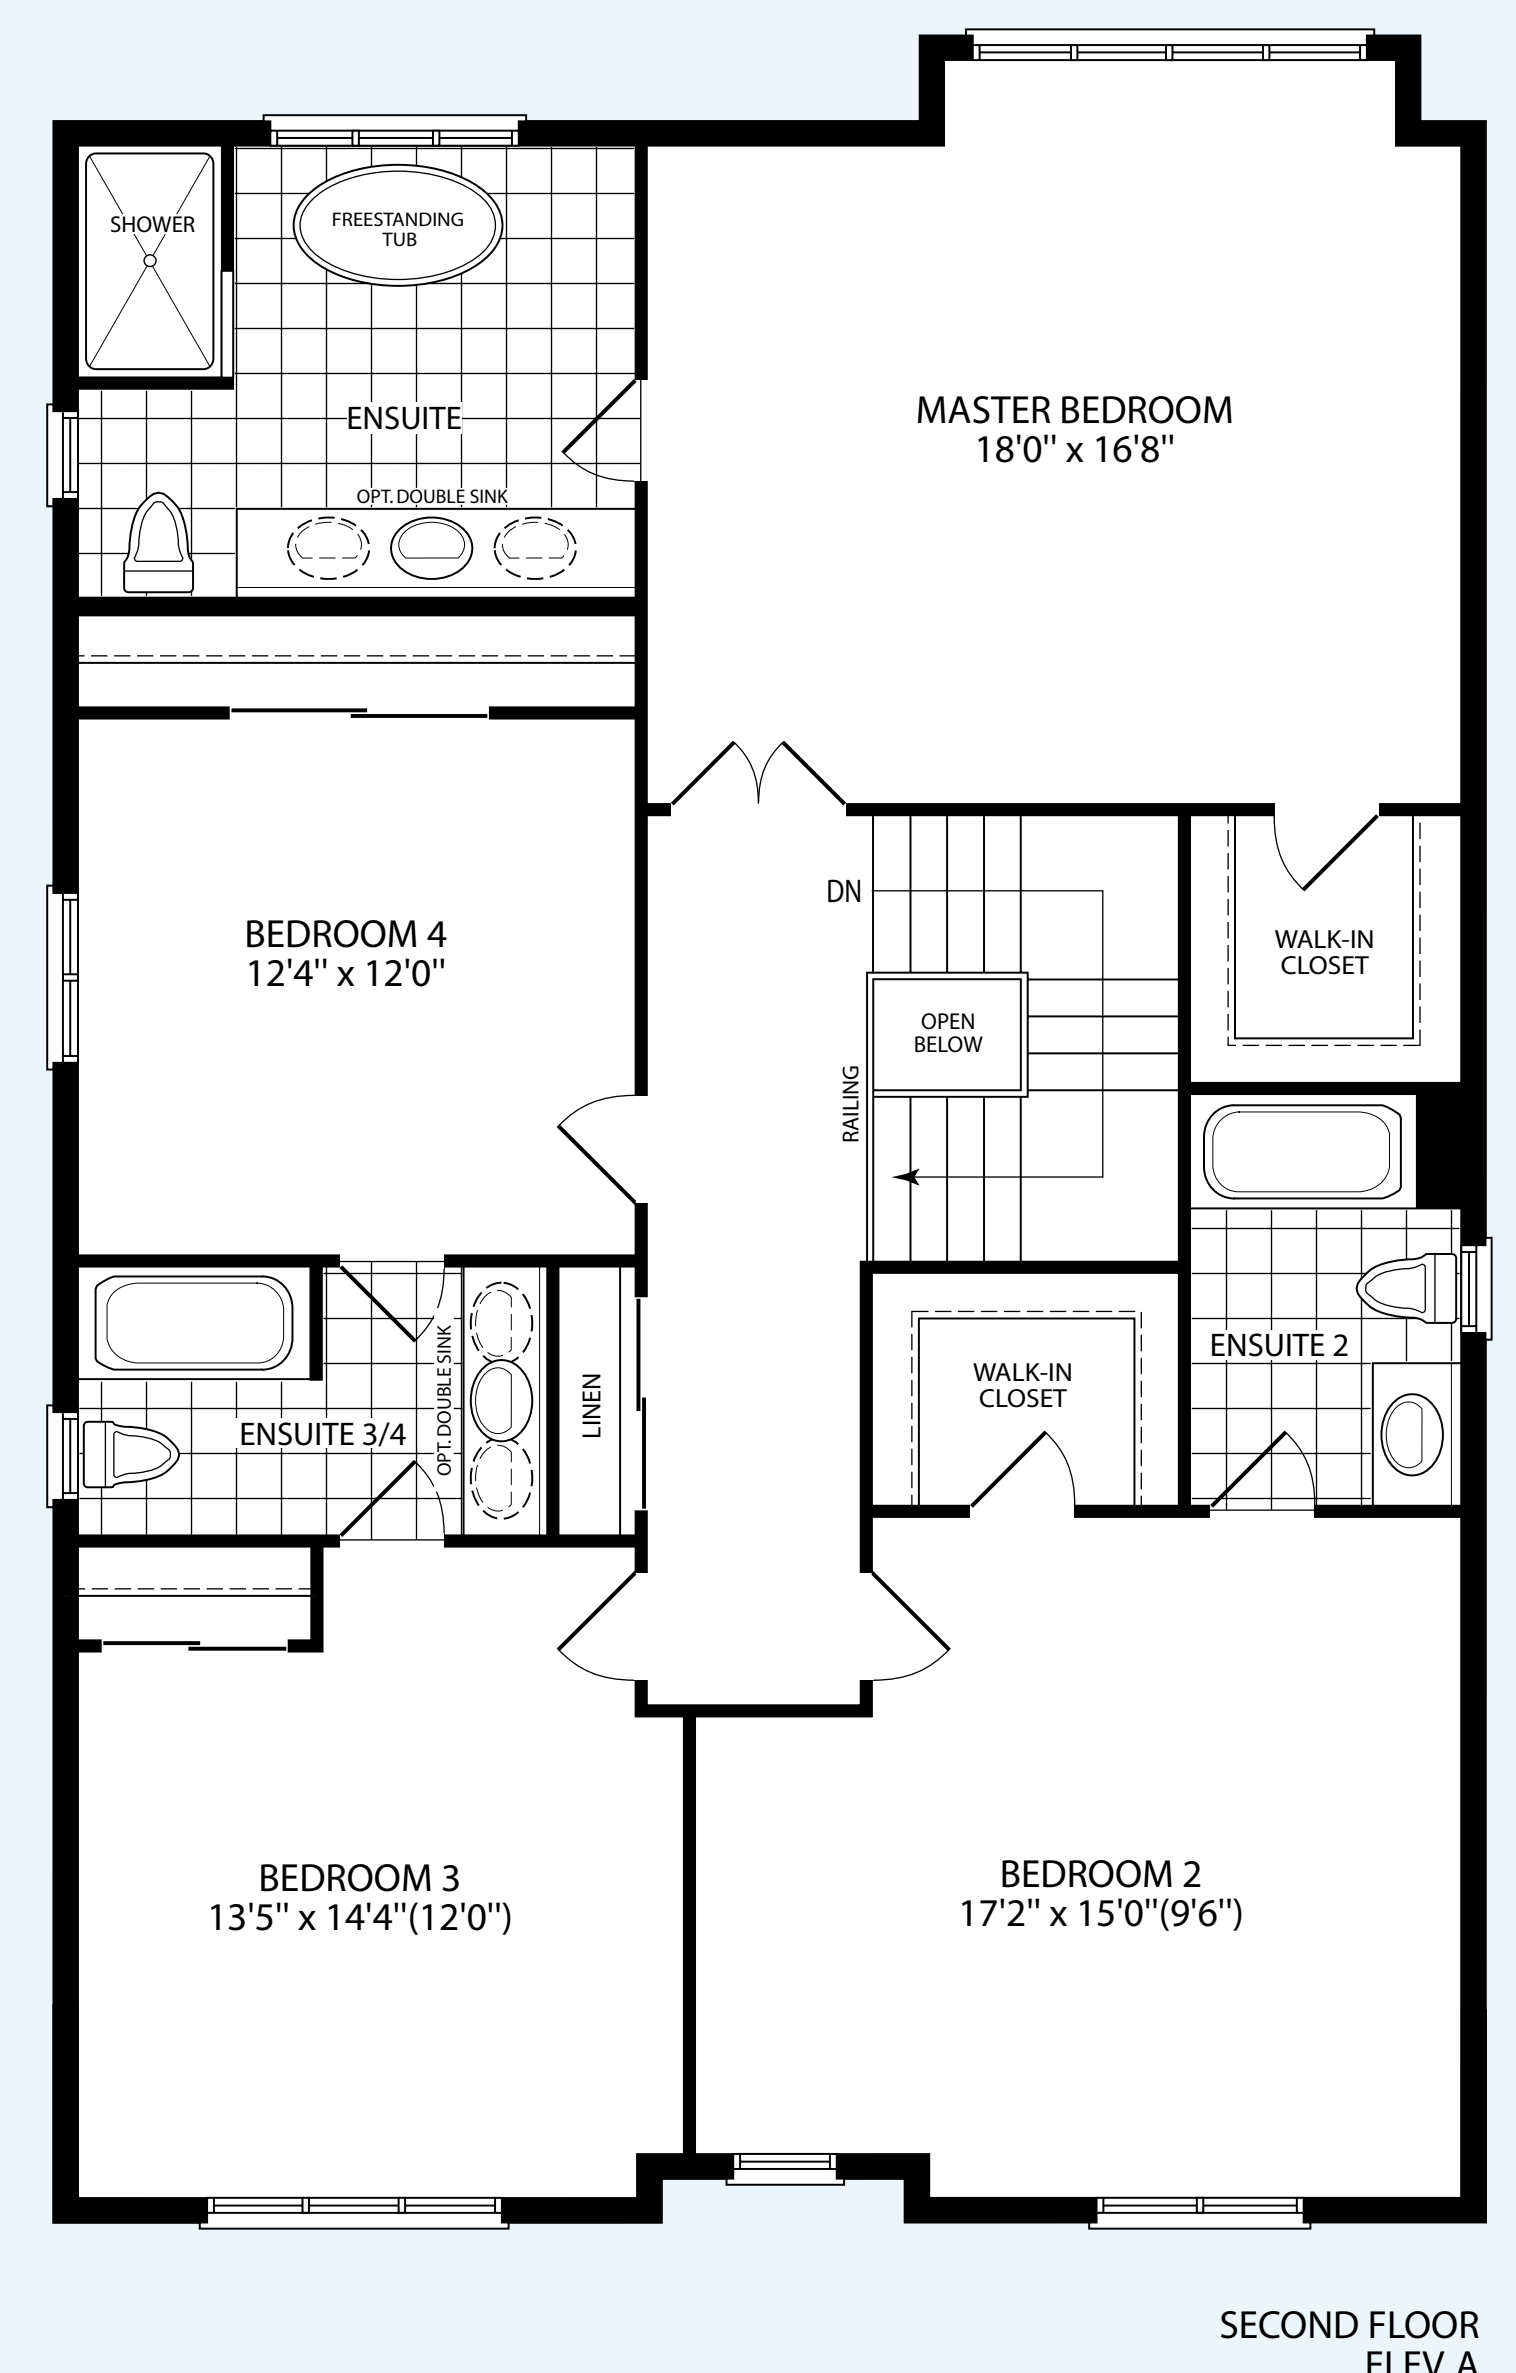 SHOWER
FREESTANDING
TUB
ENSUITE
OPT. DOUBLE SINK
MASTER BEDROOM
18'0" x 16'8"
BEDROOM 4
12'4" x 12'0"
DN
OPEN
BELOW
RAILING
WALK-IN
CLOSET
ENSUITE 3/4
OPT. DOUBLE SINK
LINEN
WALK-IN
CLOSET
ENSUITE 2
BEDROOM 3
13'5" x 14'4"(12'0")
BEDROOM 2
17'2" x 15'0"(9'6")
SECOND FLOOR
ELEV. A